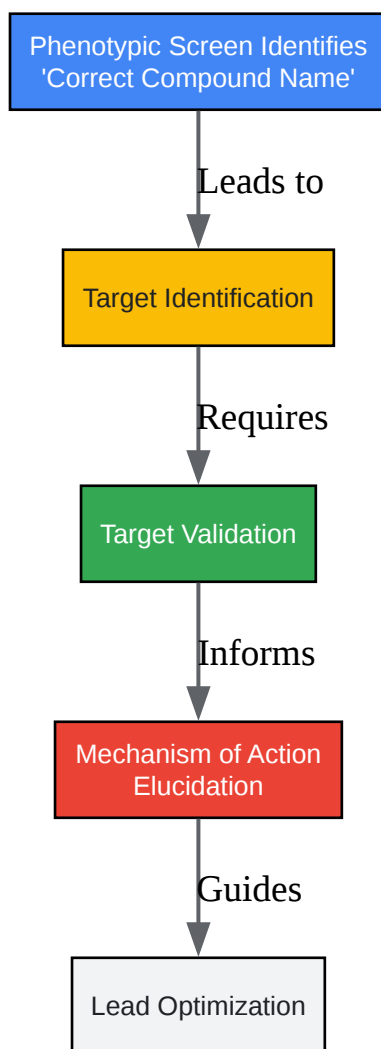 Phenotypic Screen Identifies
'Correct Compound Name'
Leads to
Target Identification
Requires
Target Validation
Informs
Mechanism of Action
Elucidation
Guides
Lead Optimization